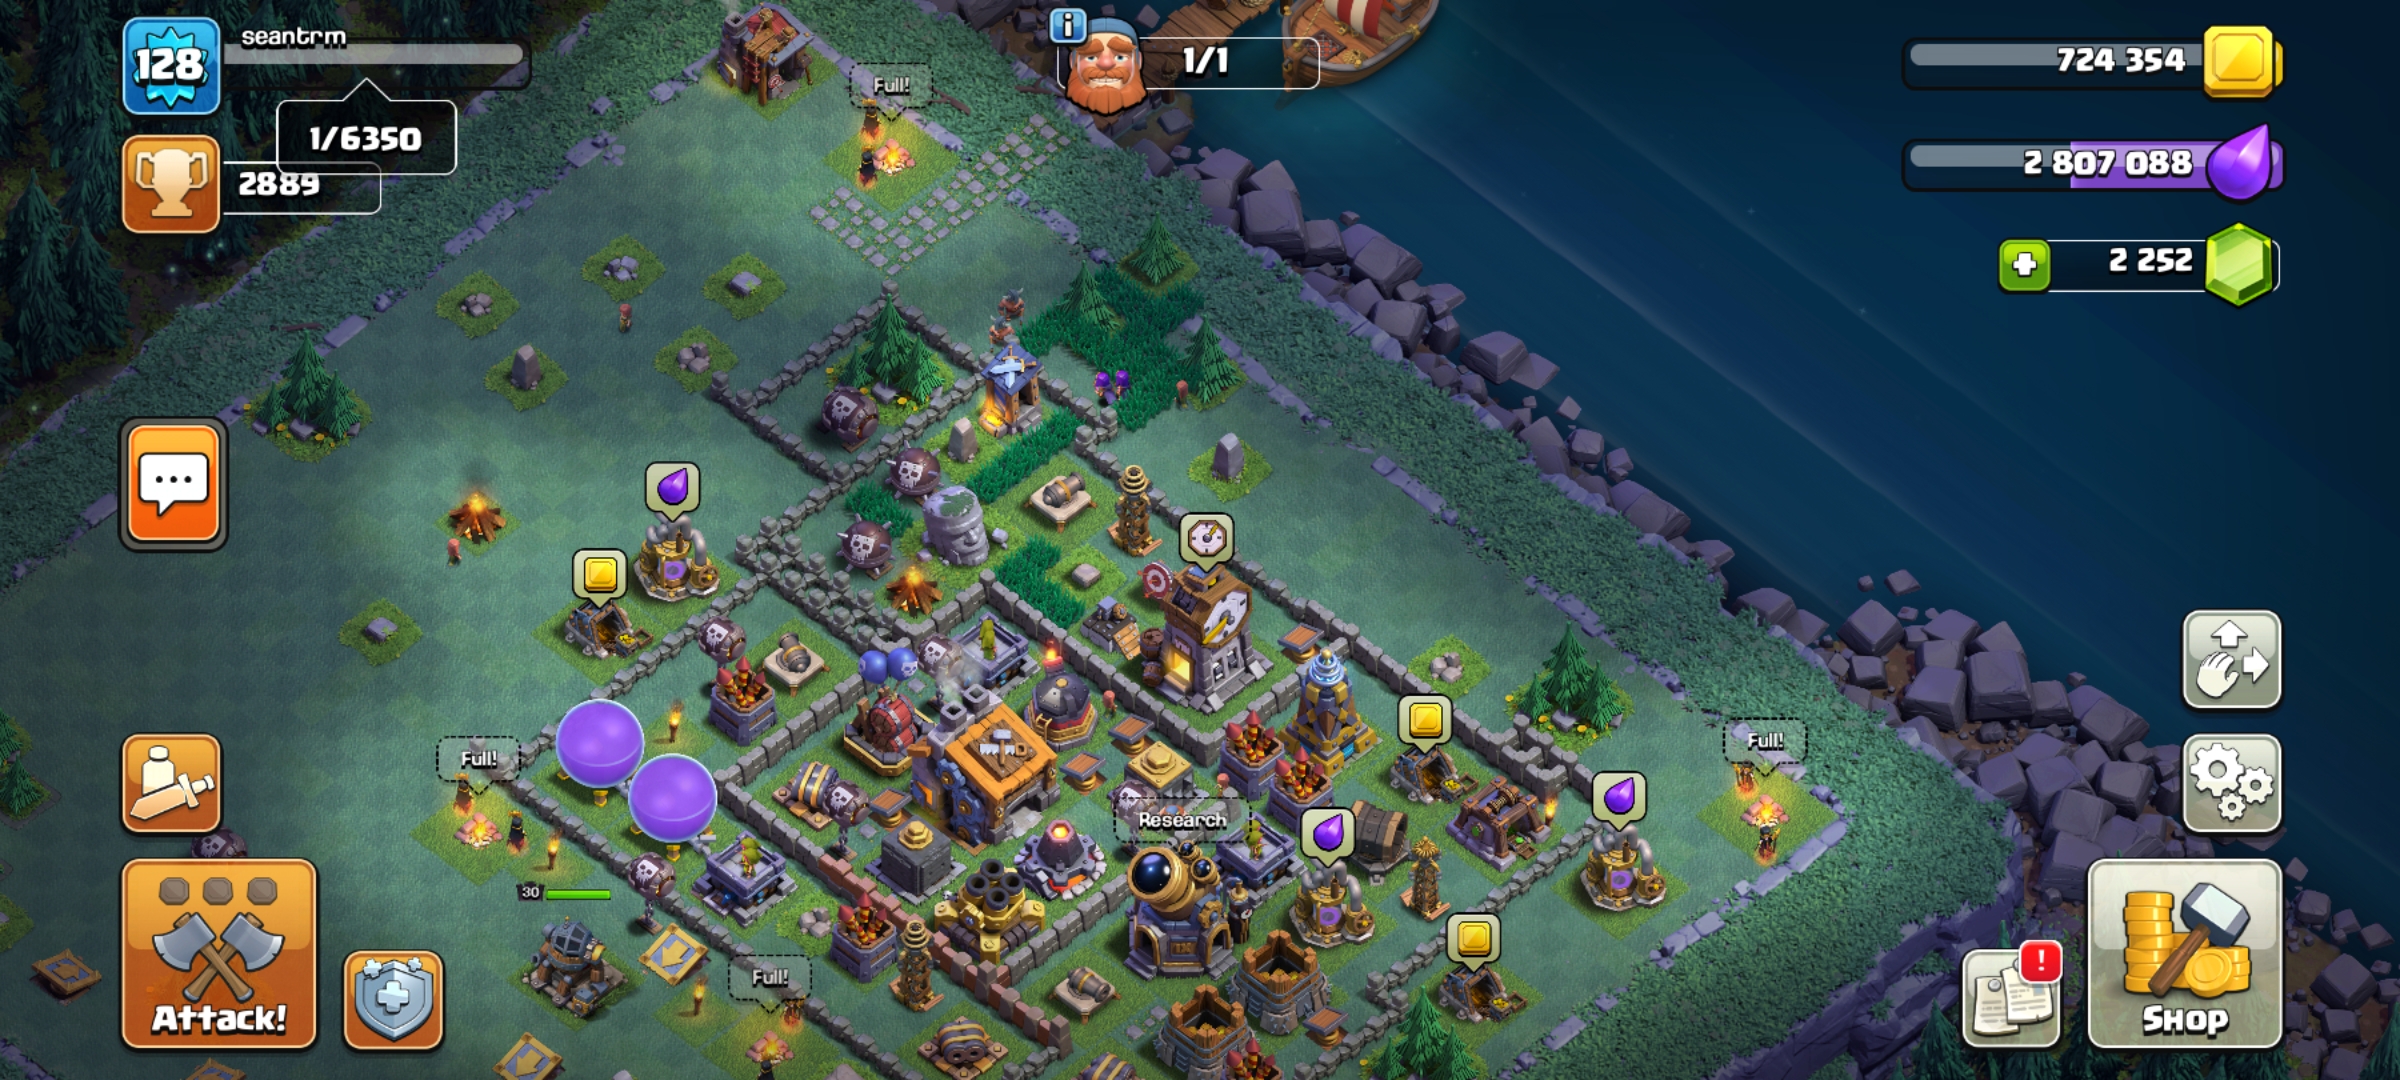 128
seantrm
1/6350
2889
Full!
i
1/1
724 354
2 807 088
2 252
Full!
Full!
Research
30
Full!
Attack!
!
Shop